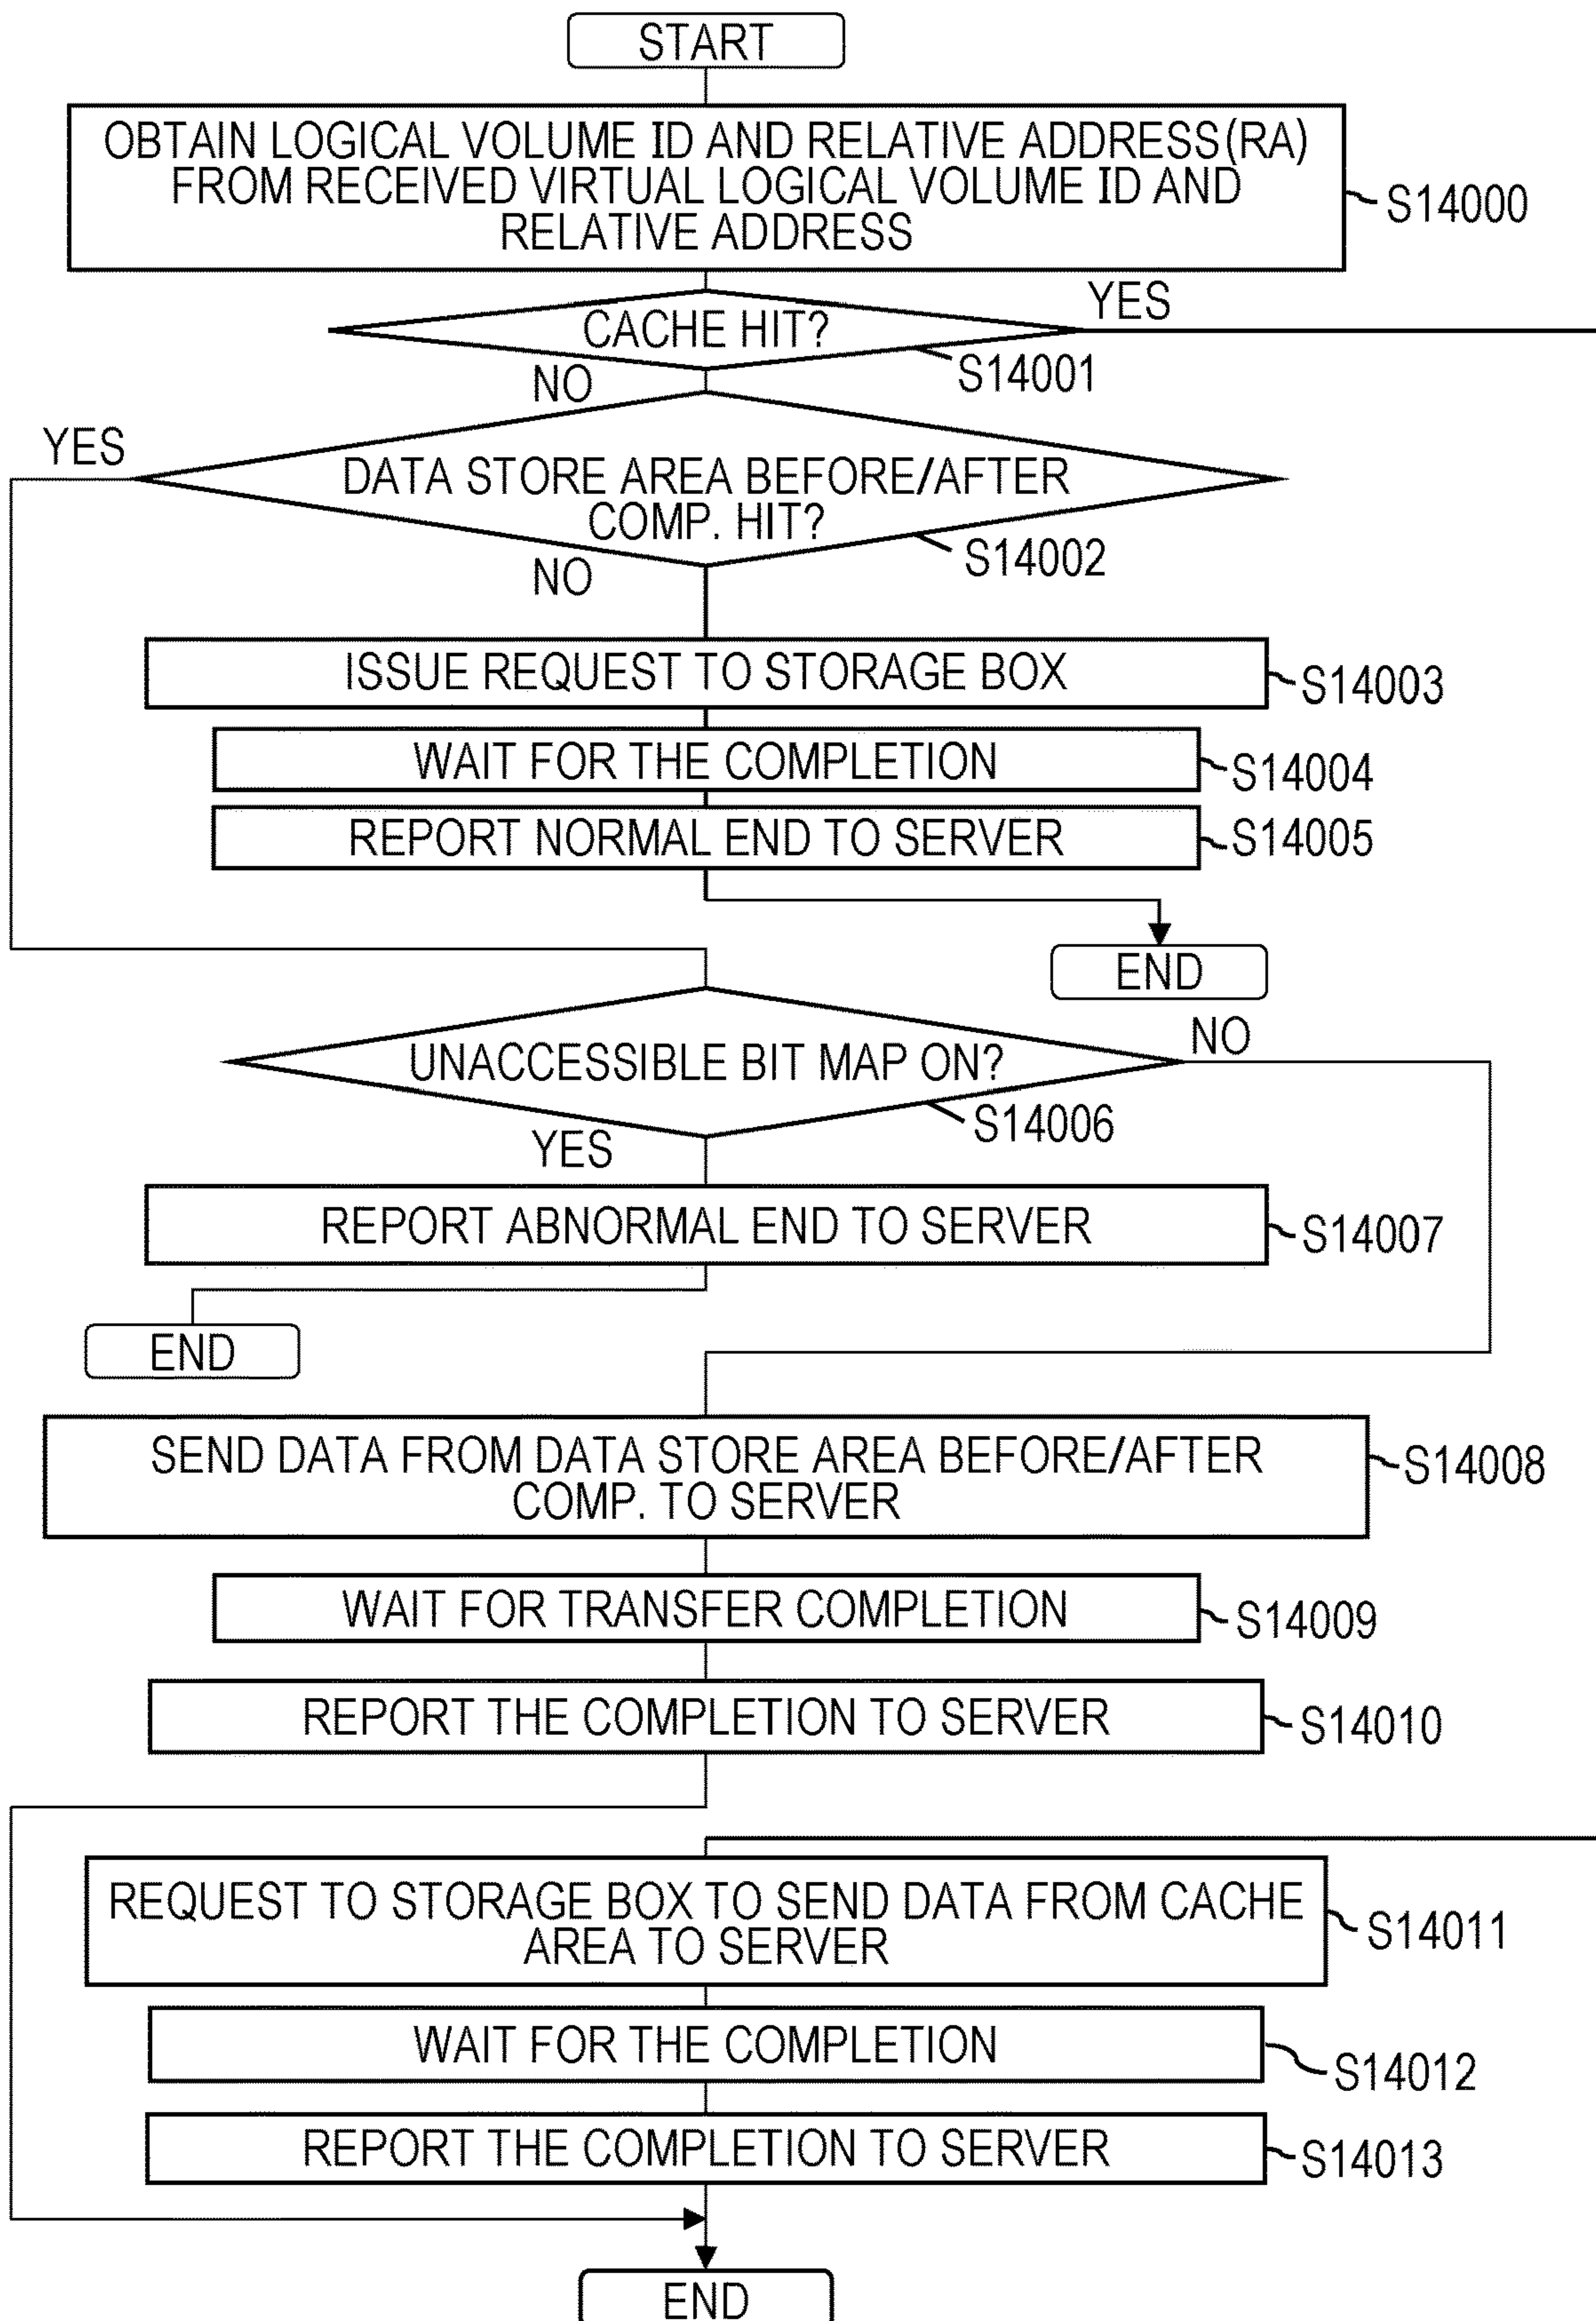 START
OBTAIN LOGICAL VOLUME ID AND RELATIVE ADDRESS(RA)
FROM RECEIVED VIRTUAL LOGICAL VOLUME ID AND
RELATIVE ADDRESS
S14000
YES
CACHE HIT?
S14001
NO
YES
DATA STORE AREA BEFORE/AFTER
COMP. HIT?
S14002
NO
ISSUE REQUEST TO STORAGE BOX
S14003
WAIT FOR THE COMPLETION
S14004
REPORT NORMAL END TO SERVER
S14005
END
NO
UNACCESSIBLE BIT MAP ON?
S14006
YES
REPORT ABNORMAL END TO SERVER
S14007
END
SEND DATA FROM DATA STORE AREA BEFORE/AFTER
COMP. TO SERVER
S14008
WAIT FOR TRANSFER COMPLETION
S14009
REPORT THE COMPLETION TO SERVER
S14010
REQUEST TO STORAGE BOX TO SEND DATA FROM CACHE
AREA TO SERVER
S14011
WAIT FOR THE COMPLETION
S14012
REPORT THE COMPLETION TO SERVER
S14013
END